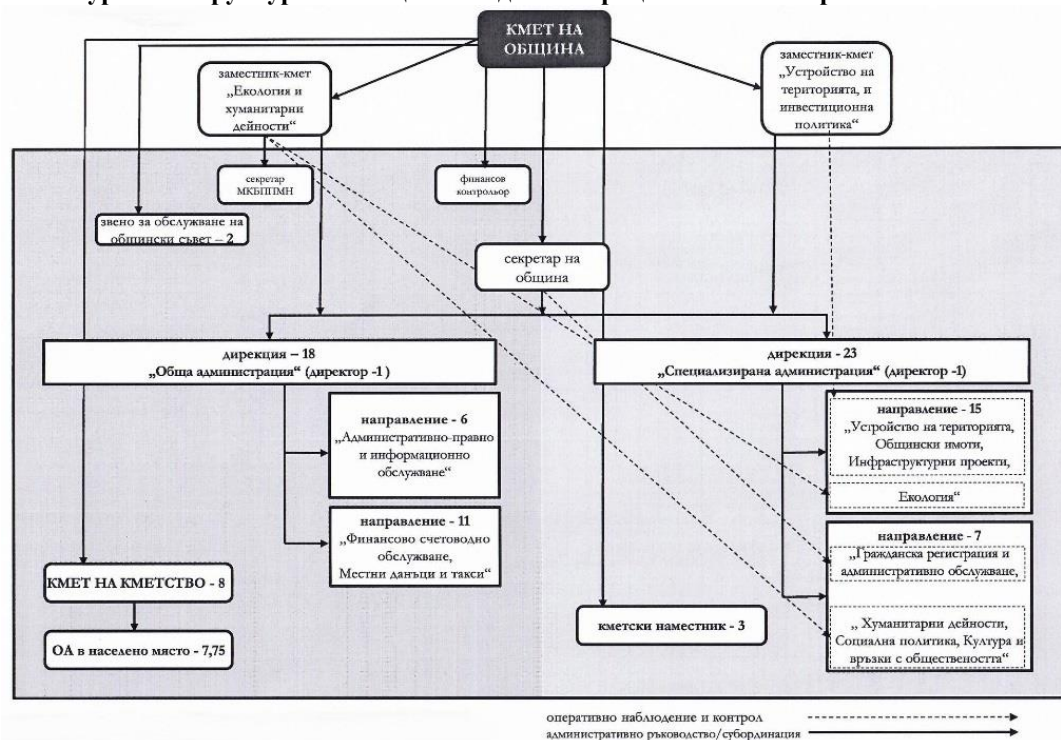 КМЕТ НА
ОБЩИНА
заместник-кмет
„Екология и
хуманитарни
дейности“
заместник-кмет
„Устройство на
територията, и
инвестиционна
политика“
секретар
МКБППМН
финансов
контрольор
звено за обслужване на
общински съвет – 2
секретар на
община
дирекция – 18
„Обща администрация“ (директор -1)
дирекция - 23
„Специализирана администрация“ (директор -1)
направление - 6
„Административно-правно
и информационно
обслужване“
направление - 11
„Финансово счетоводно
обслужване,
Местни данъци и такси“
направление - 15
„Устройство на територията,
Общински имоти,
Инфраструктурни проекти,
Екология“
направление - 7
„Гражданска регистрация и
административно обслужване,
„ Хуманитарни дейности,
Социална политика, Култура и
връзки с обществеността“
КМЕТ НА КМЕТСТВО - 8
ОА в населено място - 7,75
кметски наместник - 3
оперативно наблюдение и контрол
административно ръководство/субординация